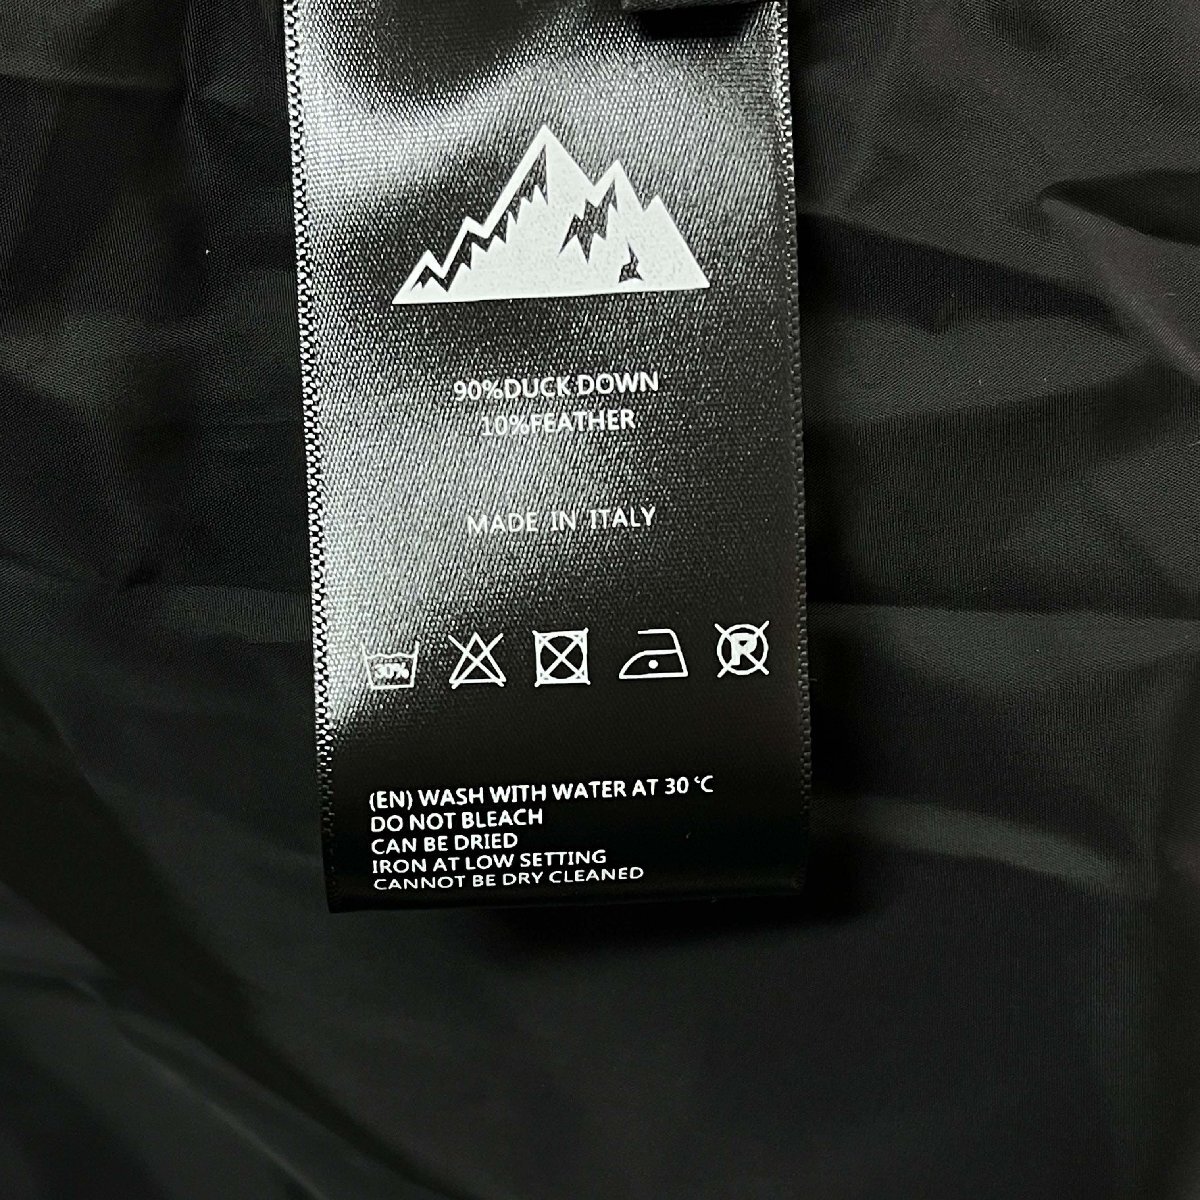 90%DUCK DOWN
10%FEATHER
MADE IN ITALY
30%
R
(EN) WASH WITH WATER AT 30 ℃
DO NOT BLEACH
CAN BE DRIED
IRON AT LOW SETTING
CANNOT BE DRY CLEANED